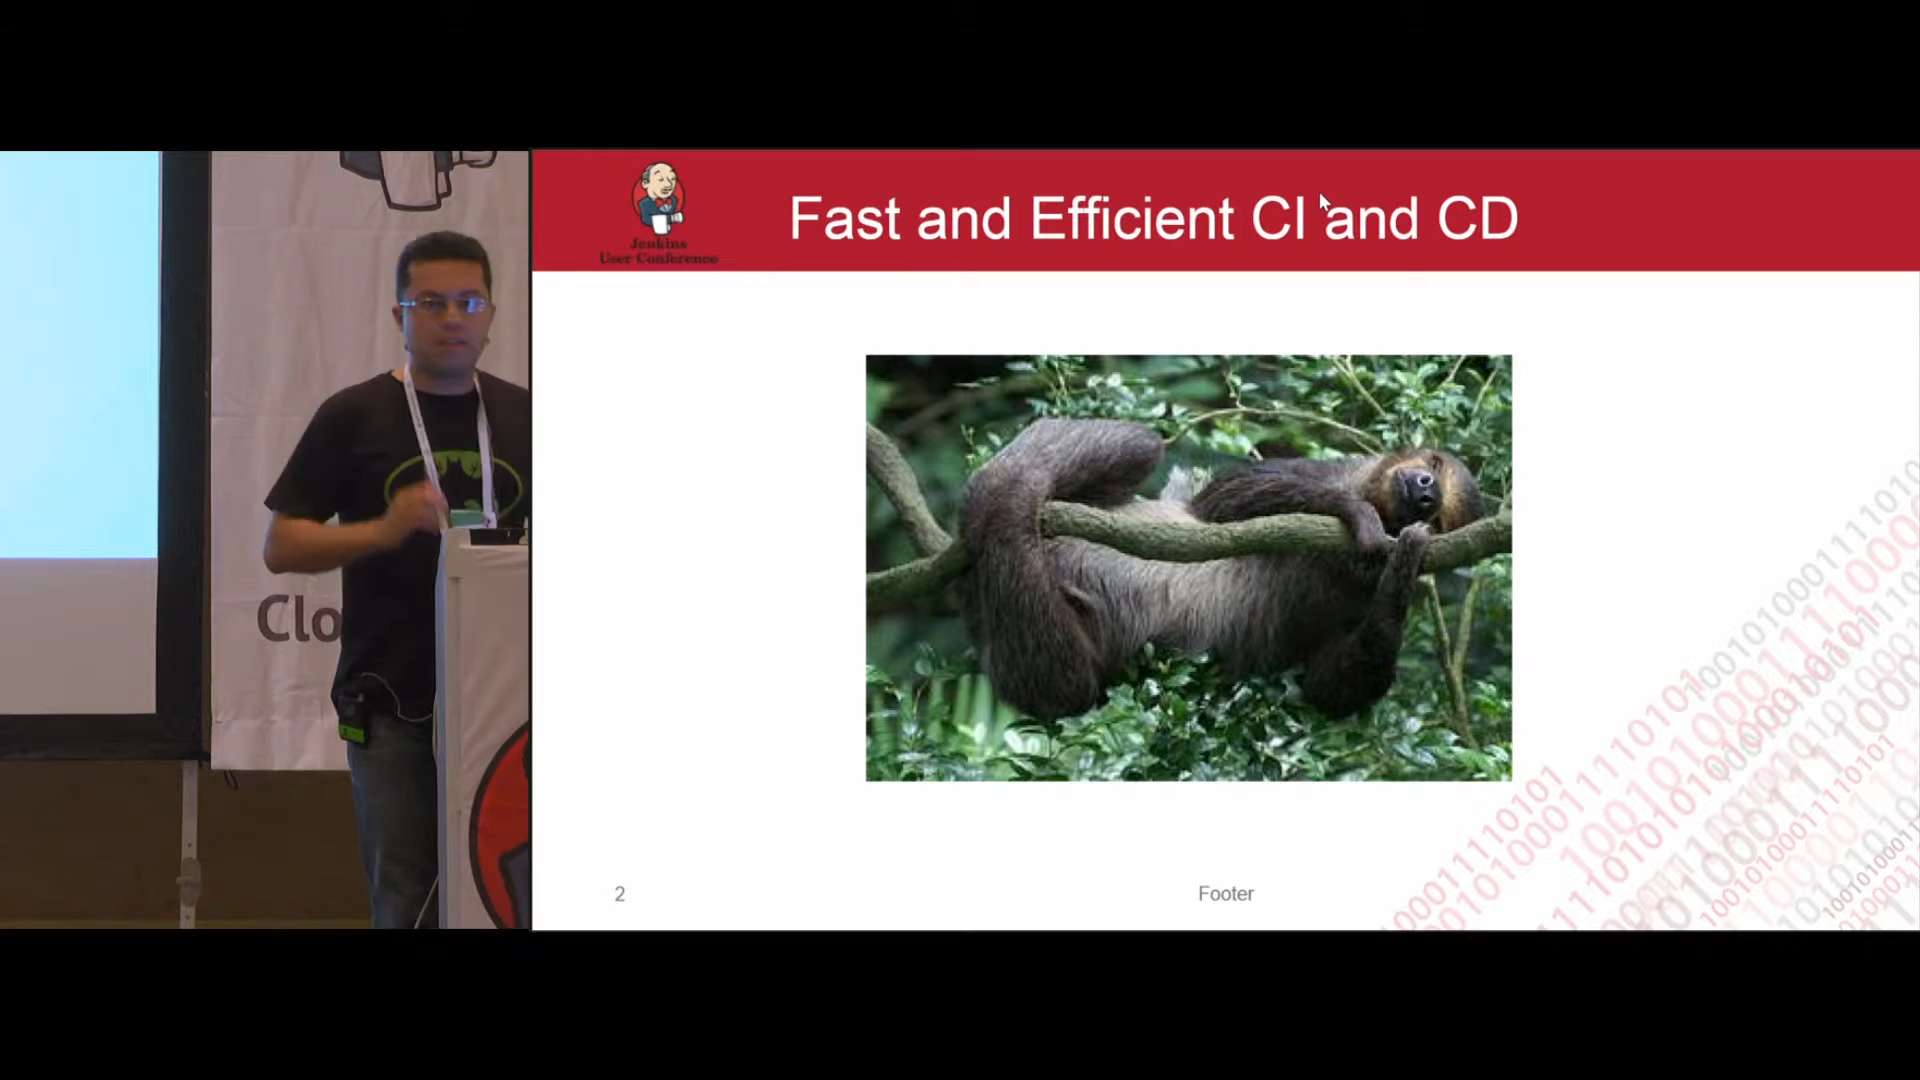 Clo
Jenkins
User Conference
Fast and Efficient CI and CD
2
Footer